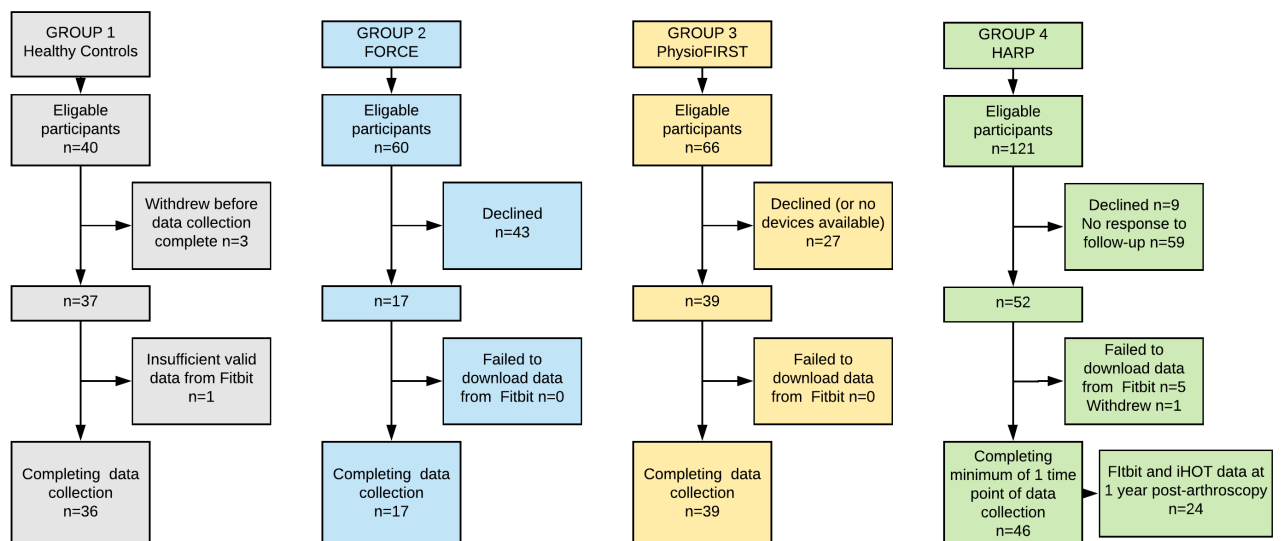 GROUP 1
Healthy Controls
Eligable
participants
n=40
Withdrew before
data collection
complete n=3
n=37
Insufficient valid
data from Fitbit
n=1
Completing data
collection
n=36
GROUP 2
FORCE
Eligable
participants
n=60
Declined
n=43
n=17
Failed to
download data
from Fitbit n=0
Completing data
collection
n=17
GROUP 3
PhysioFIRST
Eligable
participants
n=66
Declined (or no
devices available)
n=27
n=39
Failed to
download data
from Fitbit n=0
Completing data
collection
n=39
GROUP 4
HARP
Eligable
participants
n=121
Declined n=9
No response to
follow-up n=59
n=52
Failed to
download data
from Fitbit n=5
Withdrew n=1
Completing
minimum of 1 time
point of data
collection
n=46
FItbit and iHOT data at
1 year post-arthroscopy
n=24